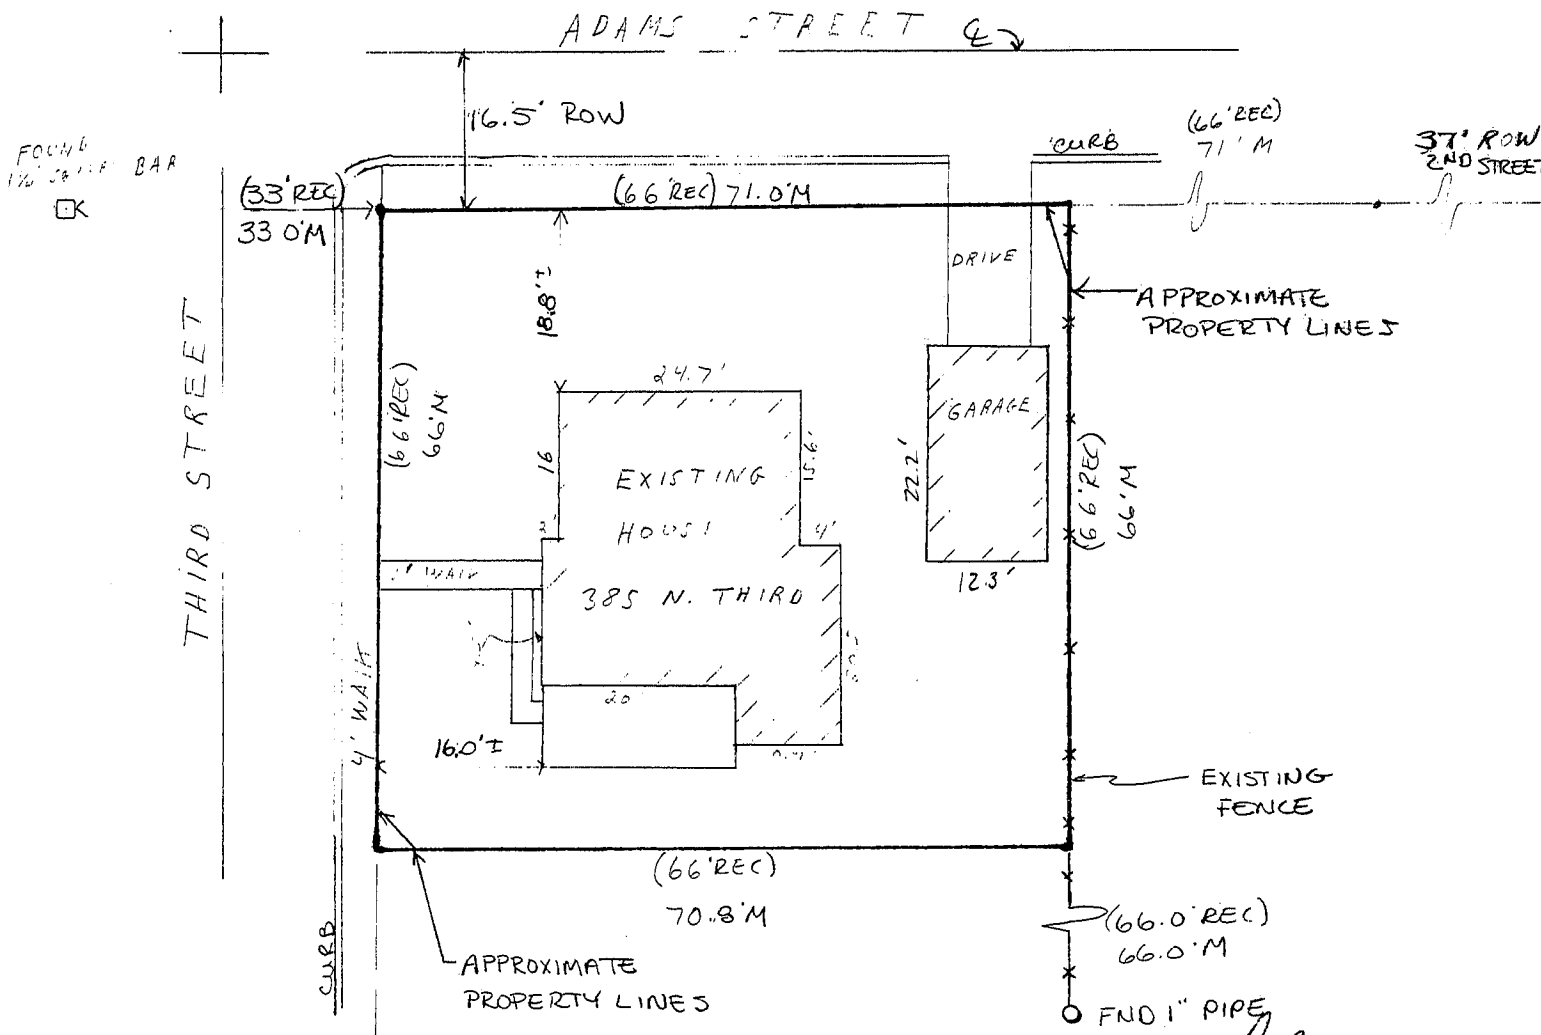 ADAMS STREET ℄
16.5' ROW
(66'REC)
71' M
37' ROW
2ND STREET
CURB
FOUND
BAR
(33'REC)
33.0'M
(66'REC) 71.0'M
DRIVE
APPROXIMATE
PROPERTY LINES
18.8'±
THIRD STREET
(66'REC)
66'M
24.7'
GARAGE
16
15.6'
22.2'
(66'REC)
66'M
EXISTING
HOUS
2'
4'
WALK
12.3'
385 N. THIRD
4' WALK
20
16.0'±
EXISTING
FENCE
(66'REC)
70.8'M
(66.0'REC)
66.0'M
CURB
APPROXIMATE
PROPERTY LINES
FND 1" PIPE